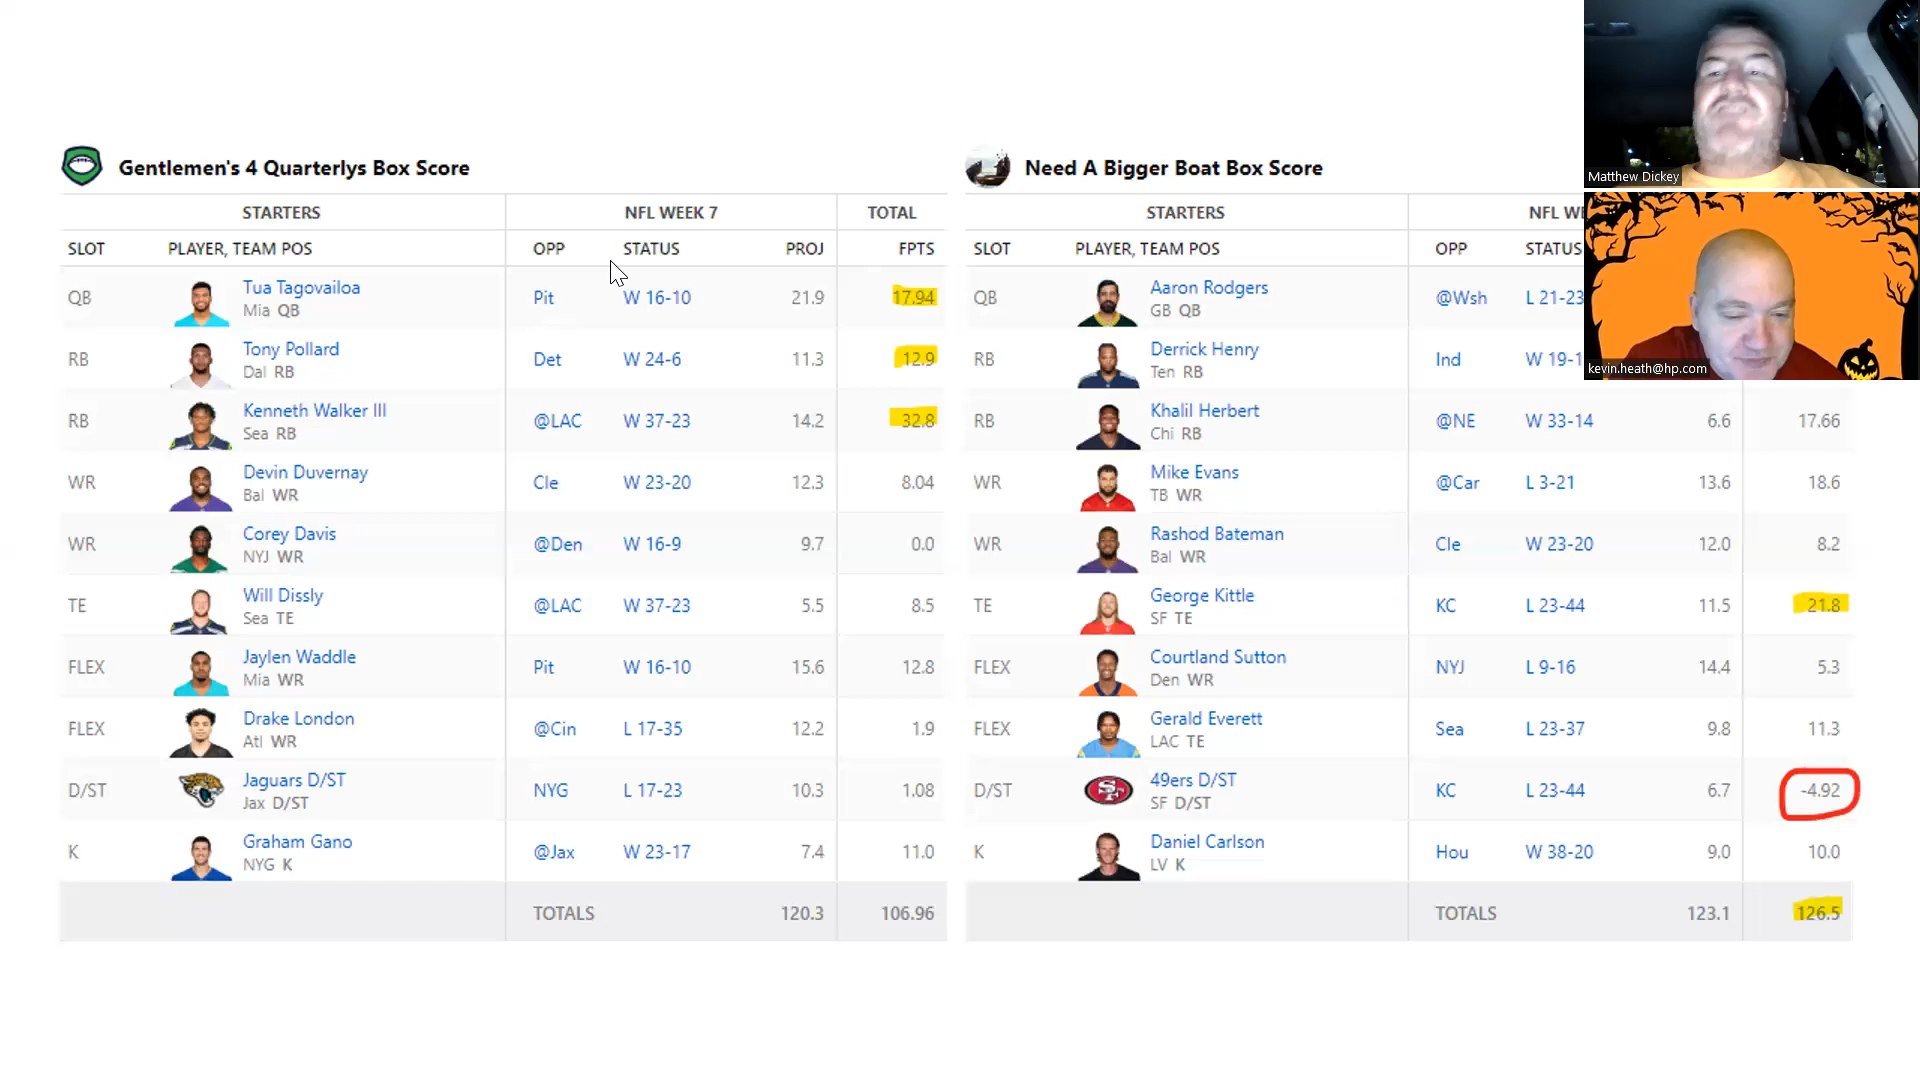 Gentlemen's 4 Quarterlys Box Score
STARTERS NFL WEEK 7 TOTAL
SLOT PLAYER, TEAM POS OPP STATUS PROJ FPTS
QB Tua Tagovailoa Pit W 16-10 21.9 17.94
Mia QB
RB Tony Pollard Det W 24-6 11.3 12.9
Dal RB
RB Kenneth Walker III @LAC W 37-23 14.2 32.8
Sea RB
WR Devin Duvernay Cle W 23-20 12.3 8.04
Bal WR
WR Corey Davis @Den W 16-9 9.7 0.0
NYJ WR
TE Will Dissly @LAC W 37-23 5.5 8.5
Sea TE
FLEX Jaylen Waddle Pit W 16-10 15.6 12.8
Mia WR
FLEX Drake London @Cin L 17-35 12.2 1.9
Atl WR
D/ST Jaguars D/ST NYG L 17-23 10.3 1.08
Jax D/ST
K Graham Gano @Jax W 23-17 7.4 11.0
NYG K
TOTALS 120.3 106.96
Need A Bigger Boat Box Score
STARTERS NFL WE
SLOT PLAYER, TEAM POS OPP STATUS
QB Aaron Rodgers @Wsh L 21-23
GB QB
RB Derrick Henry Ind W 19-1
Ten RB
RB Khalil Herbert @NE W 33-14 6.6 17.66
Chi RB
WR Mike Evans @Car L 3-21 13.6 18.6
TB WR
WR Rashod Bateman Cle W 23-20 12.0 8.2
Bal WR
TE George Kittle KC L 23-44 11.5 21.8
SF TE
FLEX Courtland Sutton NYJ L 9-16 14.4 5.3
Den WR
FLEX Gerald Everett Sea L 23-37 9.8 11.3
LAC TE
D/ST 49ers D/ST KC L 23-44 6.7 -4.92
SF D/ST
K Daniel Carlson Hou W 38-20 9.0 10.0
LV K
TOTALS 123.1 126.5
Matthew Dickey
kevin.heath@hp.com